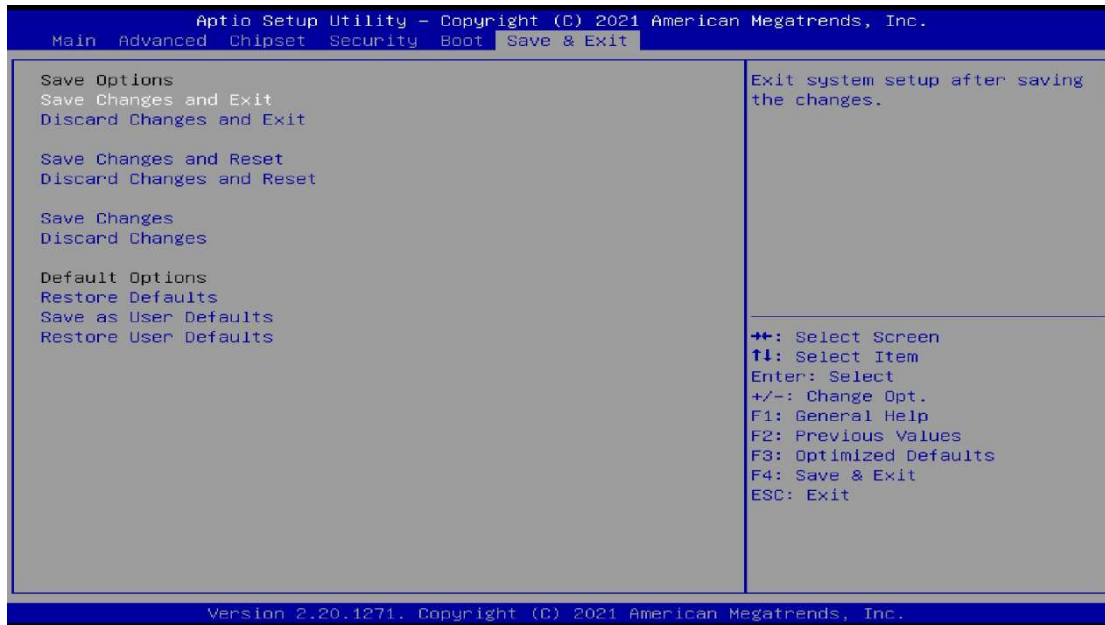 Aptio Setup Utility – Copyright (C) 2021 American Megatrends, Inc.
Main Advanced Chipset Security Boot Save & Exit
Save Options
Save Changes and Exit
Discard Changes and Exit
Save Changes and Reset
Discard Changes and Reset
Save Changes
Discard Changes
Default Options
Restore Defaults
Save as User Defaults
Restore User Defaults
Exit system setup after saving
the changes.
→←: Select Screen
↑↓: Select Item
Enter: Select
+/-: Change Opt.
F1: General Help
F2: Previous Values
F3: Optimized Defaults
F4: Save & Exit
ESC: Exit
Version 2.20.1271. Copyright (C) 2021 American Megatrends, Inc.